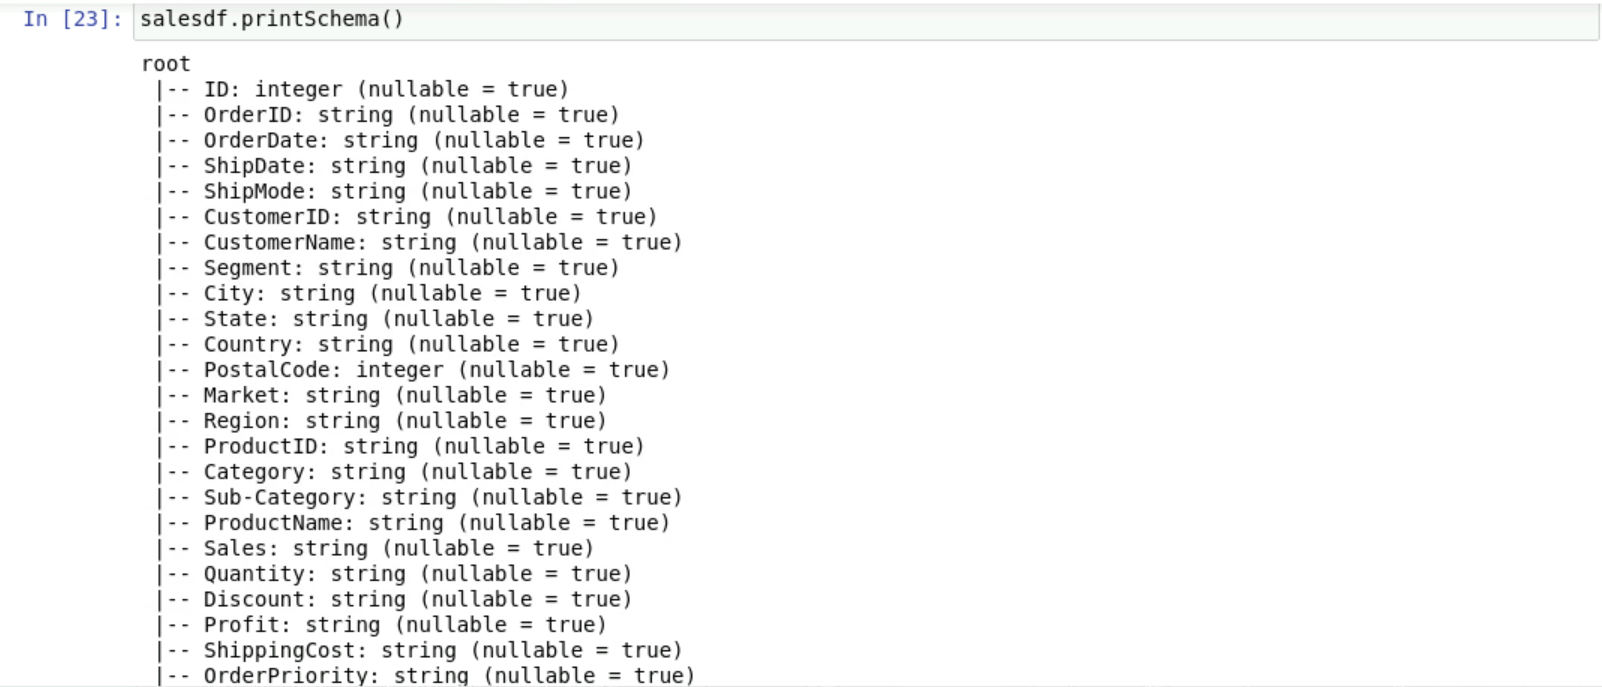 In [23]: salesdf.printSchema()
root
 |-- ID: integer (nullable = true)
 |-- OrderID: string (nullable = true)
 |-- OrderDate: string (nullable = true)
 |-- ShipDate: string (nullable = true)
 |-- ShipMode: string (nullable = true)
 |-- CustomerID: string (nullable = true)
 |-- CustomerName: string (nullable = true)
 |-- Segment: string (nullable = true)
 |-- City: string (nullable = true)
 |-- State: string (nullable = true)
 |-- Country: string (nullable = true)
 |-- PostalCode: integer (nullable = true)
 |-- Market: string (nullable = true)
 |-- Region: string (nullable = true)
 |-- ProductID: string (nullable = true)
 |-- Category: string (nullable = true)
 |-- Sub-Category: string (nullable = true)
 |-- ProductName: string (nullable = true)
 |-- Sales: string (nullable = true)
 |-- Quantity: string (nullable = true)
 |-- Discount: string (nullable = true)
 |-- Profit: string (nullable = true)
 |-- ShippingCost: string (nullable = true)
 |-- OrderPriority: string (nullable = true)